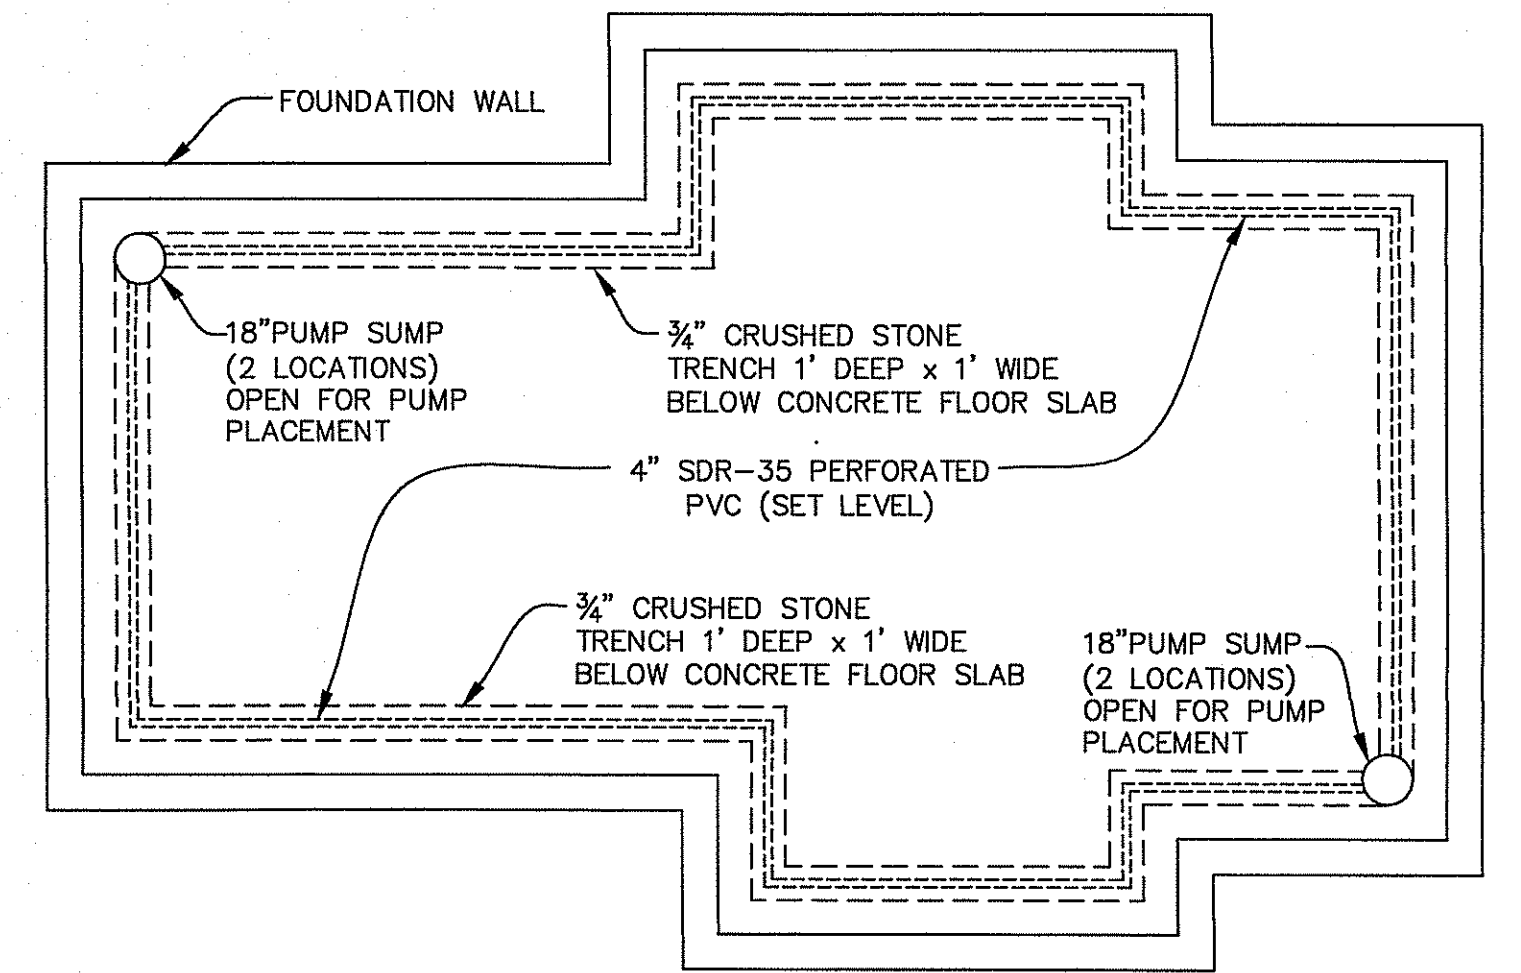 FOUNDATION WALL
18"PUMP SUMP
(2 LOCATIONS)
OPEN FOR PUMP
PLACEMENT
¾" CRUSHED STONE
TRENCH 1' DEEP x 1' WIDE
BELOW CONCRETE FLOOR SLAB
4" SDR-35 PERFORATED
PVC (SET LEVEL)
¾" CRUSHED STONE
TRENCH 1' DEEP x 1' WIDE
BELOW CONCRETE FLOOR SLAB
18"PUMP SUMP
(2 LOCATIONS)
OPEN FOR PUMP
PLACEMENT